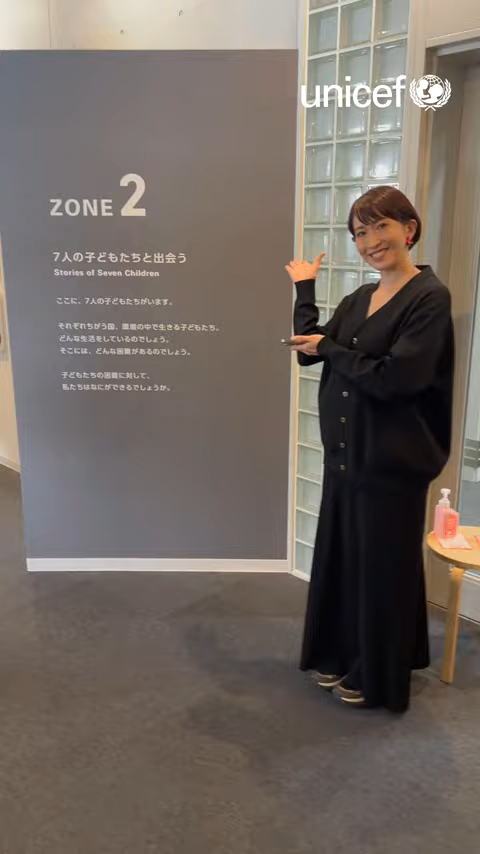 unicef
ZONE 2
7人の子どもたちと出会う
Stories of Seven Children
ここに、7人の子どもたちがいます。
それぞれちがう国、環境の中で生きる子どもたち。
どんな生活をしているのでしょう。
そこには、どんな困難があるのでしょう。
子どもたちの困難に対して、
私たちはなにができるでしょうか。